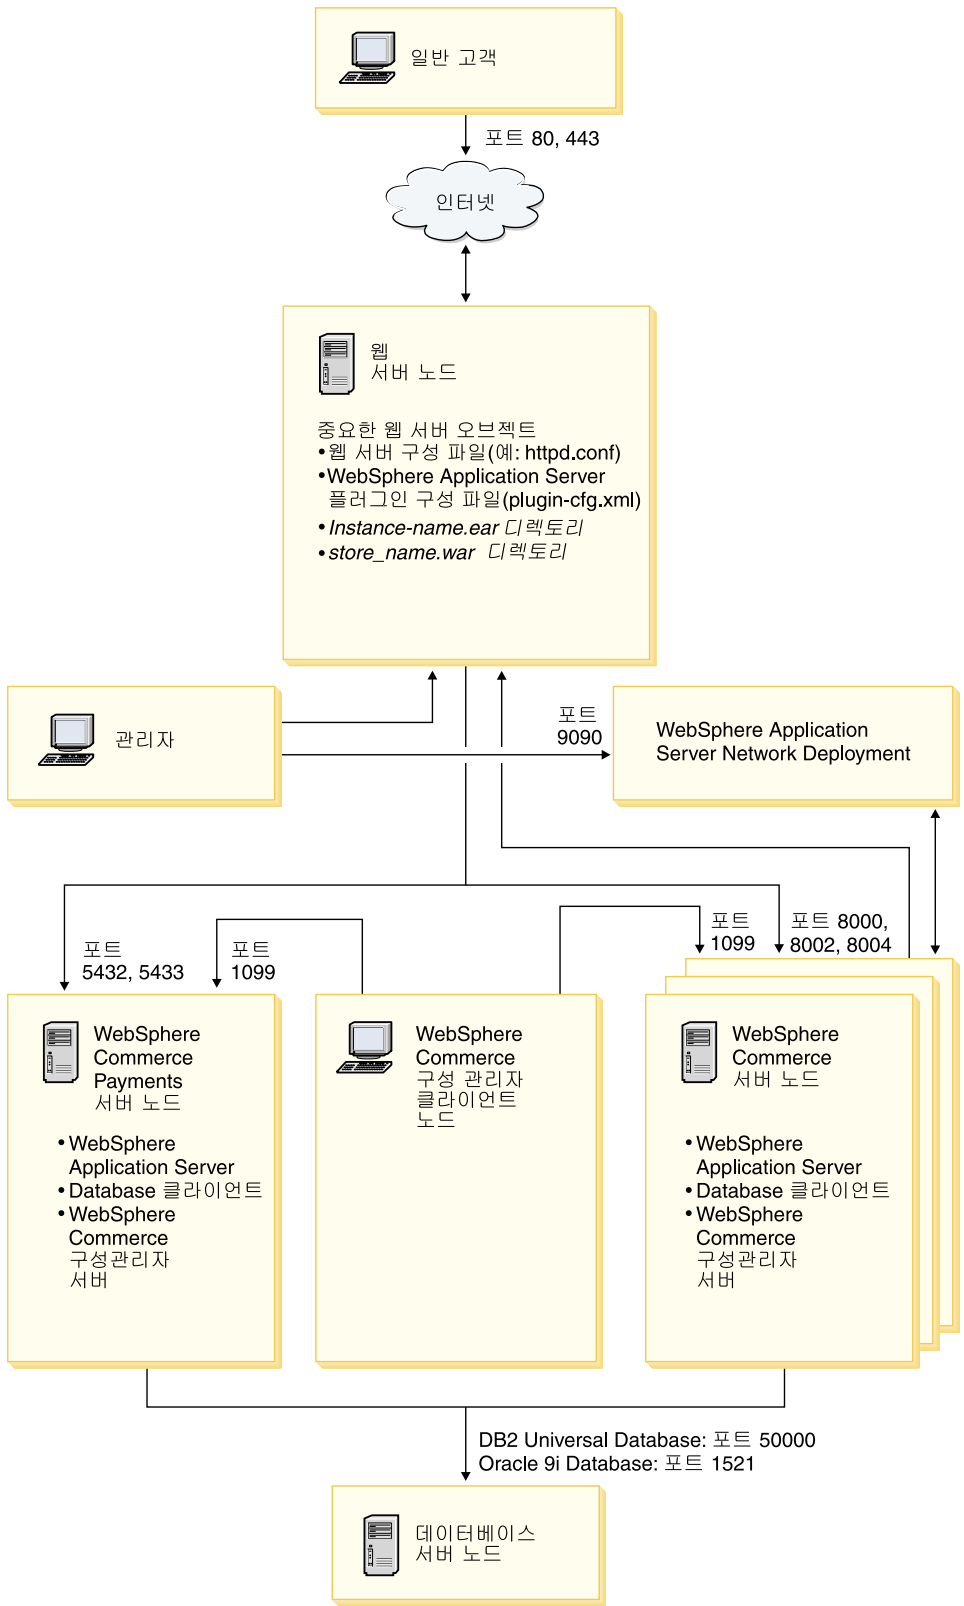 일반 고객
포트 80, 443
인터넷
웹
서버 노드
중요한 웹 서버 오브젝트
•웹 서버 구성 파일(예: httpd.conf)
•WebSphere Application Server
플러그인 구성 파일(plugin-cfg.xml)
•Instance-name.ear 디렉토리
•store_name.war 디렉토리
관리자
포트
9090
WebSphere Application
Server Network Deployment
포트
5432, 5433
포트
1099
포트
1099
포트 8000,
8002, 8004
WebSphere
Commerce
Payments
서버 노드
•WebSphere
Application Server
•Database 클라이언트
•WebSphere
Commerce
구성관리자
서버
WebSphere
Commerce
구성 관리자
클라이언트
노드
WebSphere
Commerce
서버 노드
•WebSphere
Application Server
•Database 클라이언트
•WebSphere
Commerce
구성관리자
서버
DB2 Universal Database: 포트 50000
Oracle 9i Database: 포트 1521
데이터베이스
서버 노드